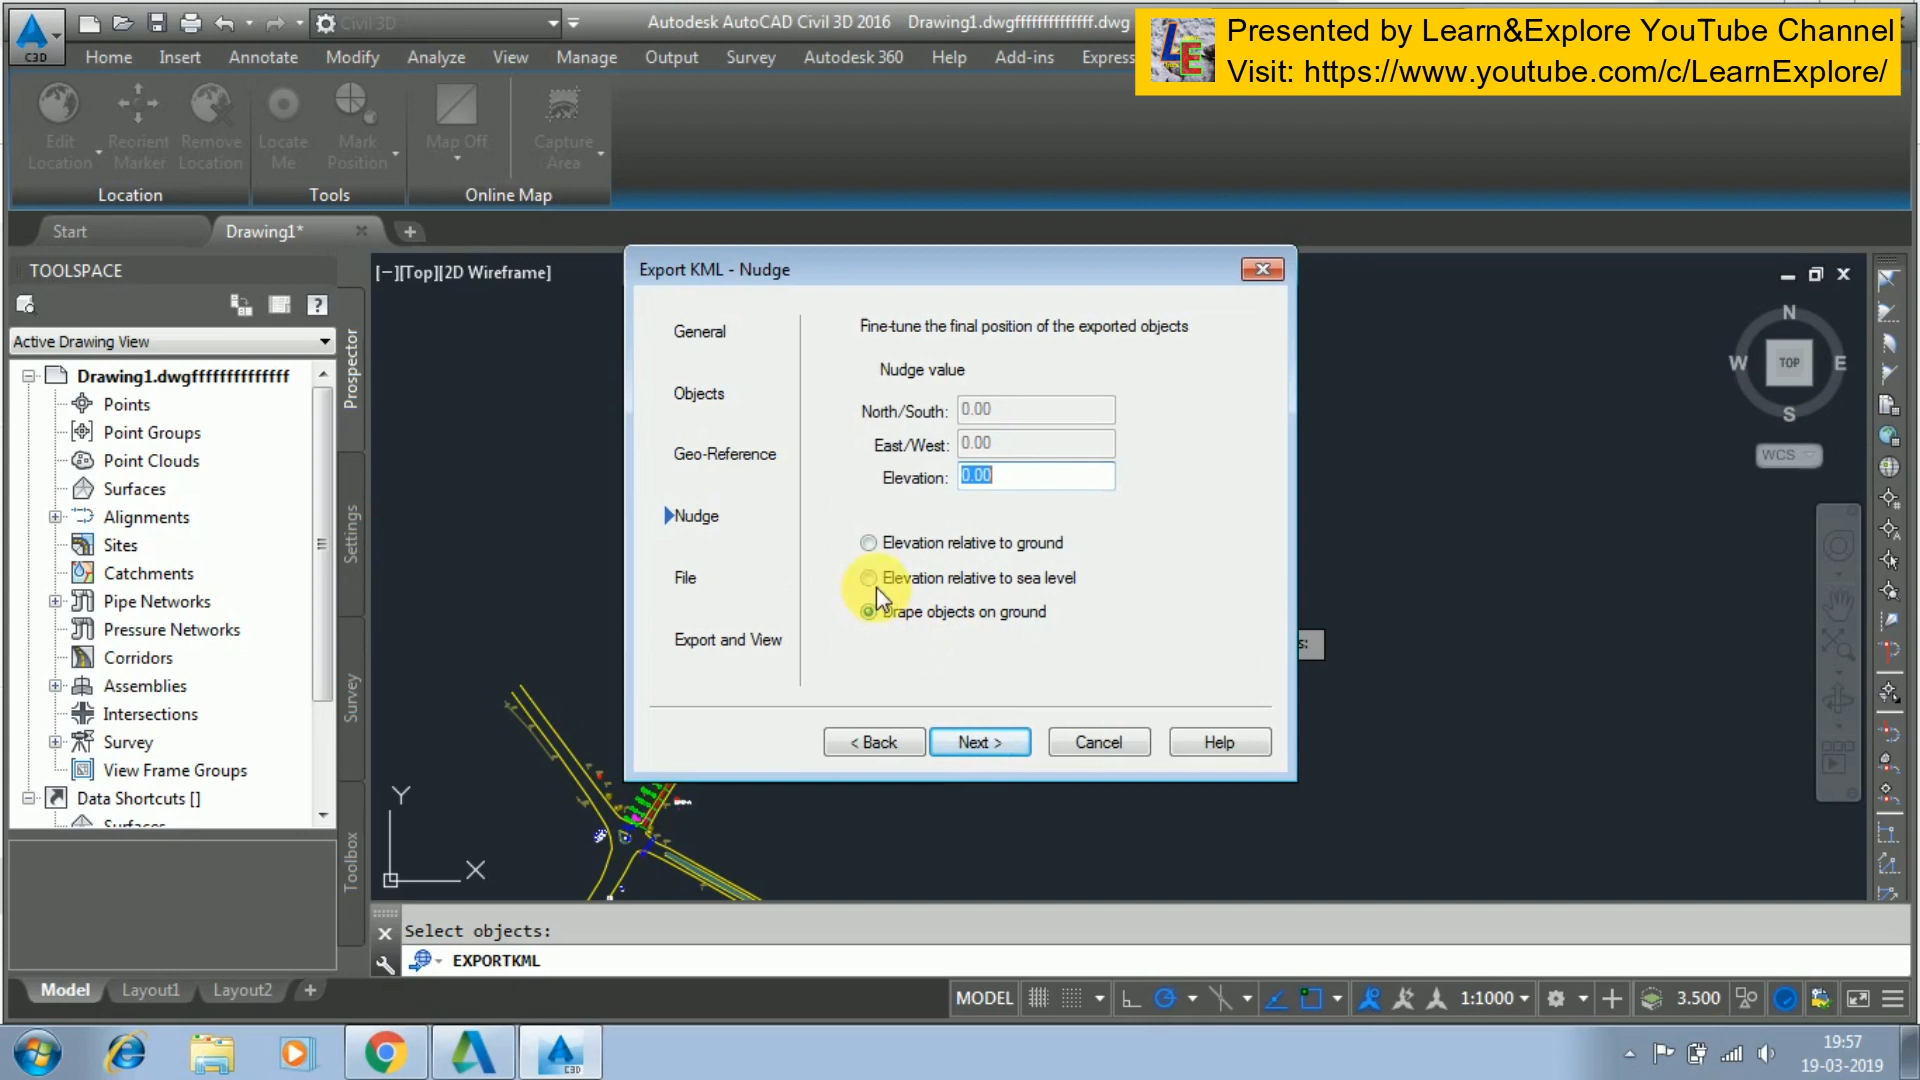 Civil 3D
Autodesk AutoCAD Civil 3D 2016 Drawing1.dwgffffffffffffff.dwg
Presented by Learn&Explore YouTube Channel
Visit: https://www.youtube.com/c/LearnExplore/
LE
C3D
Home Insert Annotate Modify Analyze View Manage Output Survey Autodesk 360 Help Add-ins Express
Edit Location
Reorient Marker
Remove Location
Locate Me
Mark Position
Map Off
Capture Area
Location Tools Online Map
Start Drawing1*
TOOLSPACE
Active Drawing View
Drawing1.dwgffffffffffffff
Points
Point Groups
Point Clouds
Surfaces
Alignments
Sites
Catchments
Pipe Networks
Pressure Networks
Corridors
Assemblies
Intersections
Survey
View Frame Groups
Data Shortcuts []
Surfaces
Prospector
Settings
Survey
Toolbox
[−][Top][2D Wireframe]
N
W TOP E
S
WCS
Export KML - Nudge
General
Objects
Geo-Reference
Nudge
File
Export and View
Fine-tune the final position of the exported objects
Nudge value
North/South: 0.00
East/West: 0.00
Elevation: 0.00
Elevation relative to ground
Elevation relative to sea level
Drape objects on ground
< Back Next > Cancel Help
s:
Y
X
Select objects:
EXPORTKML
Model Layout1 Layout2
MODEL 1:1000 3.500
C3D
19:57
19-03-2019